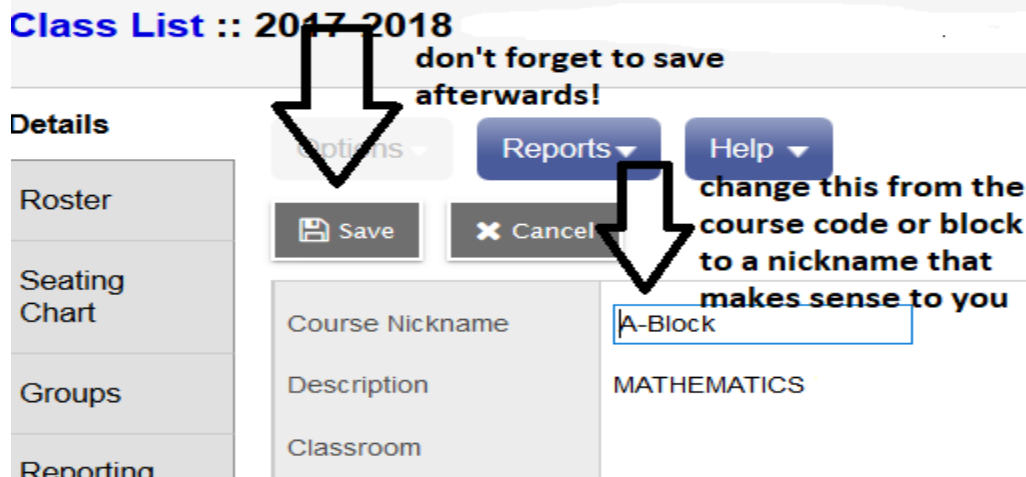 Class List :: 2017-2018
don't forget to save
afterwards!
Details
Options
Reports
Help
change this from the
course code or block
to a nickname that
makes sense to you
Roster
Save
Cancel
Seating
Chart
Course Nickname
A-Block
Groups
Description
MATHEMATICS
Classroom
Reporting